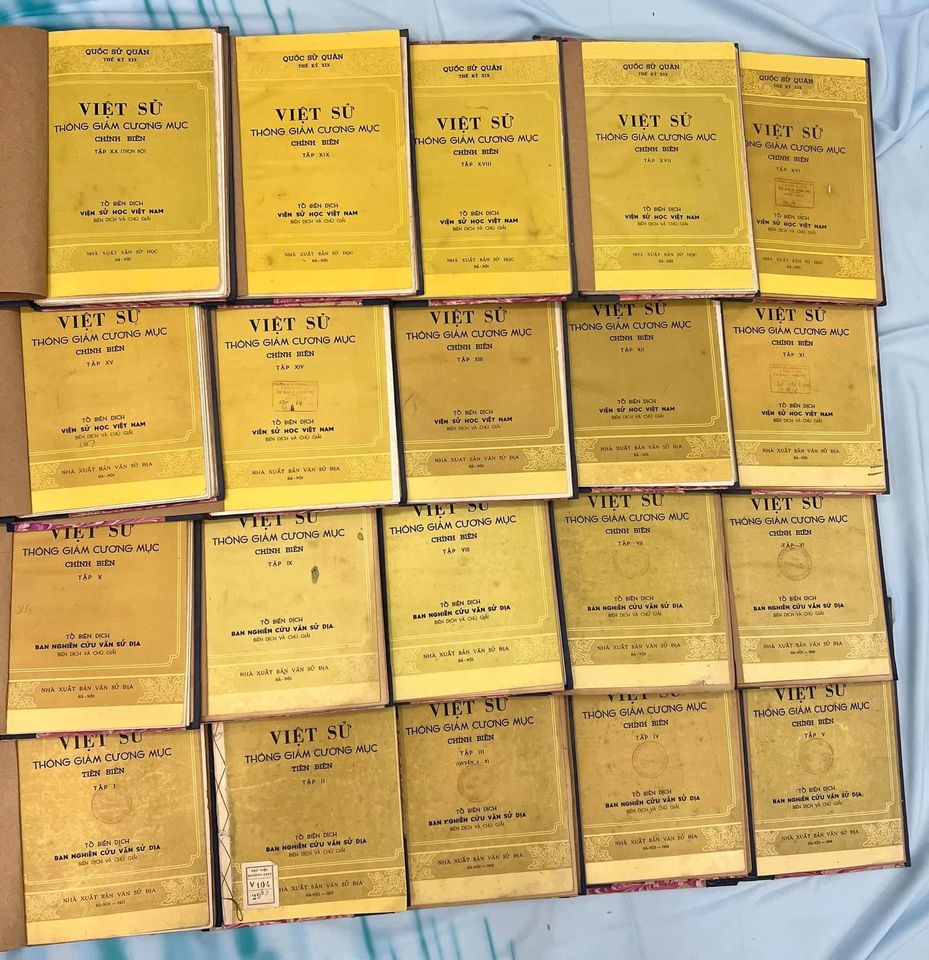 QUỐC SỬ QUÁN
THẾ KỶ XIX
VIỆT SỬ
THÔNG GIÁM CƯƠNG MỤC
CHÍNH BIÊN
TẬP XX (TRỌN BỘ)
TỔ BIÊN DỊCH
VIỆN SỬ HỌC VIỆT NAM
BIÊN DỊCH VÀ CHÚ GIẢI
NHÀ XUẤT BẢN SỬ HỌC
HÀ-NỘI
QUỐC SỬ QUÁN
THẾ KỶ XIX
VIỆT SỬ
THÔNG GIÁM CƯƠNG MỤC
CHÍNH BIÊN
TẬP XIX
TỔ BIÊN DỊCH
VIỆN SỬ HỌC VIỆT NAM
BIÊN DỊCH VÀ CHÚ GIẢI
NHÀ XUẤT BẢN SỬ HỌC
HÀ-NỘI
QUỐC SỬ QUÁN
THẾ KỶ XIX
VIỆT SỬ
THÔNG GIÁM CƯƠNG MỤC
CHÍNH BIÊN
TẬP XVIII
TỔ BIÊN DỊCH
VIỆN SỬ HỌC VIỆT NAM
BIÊN DỊCH VÀ CHÚ GIẢI
NHÀ XUẤT BẢN SỬ HỌC
HÀ-NỘI
QUỐC SỬ QUÁN
THẾ KỶ XIX
VIỆT SỬ
THÔNG GIÁM CƯƠNG MỤC
CHÍNH BIÊN
TẬP XVII
TỔ BIÊN DỊCH
VIỆN SỬ HỌC VIỆT NAM
BIÊN DỊCH VÀ CHÚ GIẢI
NHÀ XUẤT BẢN SỬ HỌC
HÀ-NỘI
QUỐC SỬ QUÁN
THẾ KỶ XIX
VIỆT SỬ
GIÁM CƯƠNG MỤC
CHÍNH BIÊN
TẬP XVI
TỔ BIÊN DỊCH
VIỆN SỬ HỌC VIỆT NAM
BIÊN DỊCH VÀ CHÚ GIẢI
NHÀ XUẤT BẢN SỬ HỌC
HÀ-NỘI
VIỆT SỬ
THÔNG GIÁM CƯƠNG MỤC
CHÍNH BIÊN
TẬP XV
TỔ BIÊN DỊCH
VIỆN SỬ HỌC VIỆT NAM
BIÊN DỊCH VÀ CHÚ GIẢI
NHÀ XUẤT BẢN VĂN SỬ ĐỊA
HÀ-NỘI
VIỆT SỬ
THÔNG GIÁM CƯƠNG MỤC
CHÍNH BIÊN
TẬP XIV
TỔ BIÊN DỊCH
VIỆN SỬ HỌC VIỆT NAM
BIÊN DỊCH VÀ CHÚ GIẢI
NHÀ XUẤT BẢN VĂN SỬ ĐỊA
HÀ-NỘI
VIỆT SỬ
THÔNG GIÁM CƯƠNG MỤC
CHÍNH BIÊN
TẬP XIII
TỔ BIÊN DỊCH
VIỆN SỬ HỌC VIỆT NAM
BIÊN DỊCH VÀ CHÚ GIẢI
NHÀ XUẤT BẢN VĂN SỬ ĐỊA
HÀ-NỘI
VIỆT SỬ
THÔNG GIÁM CƯƠNG MỤC
CHÍNH BIÊN
TẬP XII
TỔ BIÊN DỊCH
VIỆN SỬ HỌC VIỆT NAM
BIÊN DỊCH VÀ CHÚ GIẢI
NHÀ XUẤT BẢN VĂN SỬ ĐỊA
HÀ-NỘI
VIỆT SỬ
THÔNG GIÁM CƯƠNG MỤC
CHÍNH BIÊN
TẬP XI
TỔ BIÊN DỊCH
VIỆN SỬ HỌC VIỆT NAM
BIÊN DỊCH VÀ CHÚ GIẢI
NHÀ XUẤT BẢN VĂN SỬ ĐỊA
HÀ-NỘI
VIỆT SỬ
THÔNG GIÁM CƯƠNG MỤC
CHÍNH BIÊN
TẬP X
TỔ BIÊN DỊCH
BAN NGHIÊN CỨU VĂN SỬ ĐỊA
BIÊN DỊCH VÀ CHÚ GIẢI
NHÀ XUẤT BẢN VĂN SỬ ĐỊA
HÀ-NỘI
VIỆT SỬ
THÔNG GIÁM CƯƠNG MỤC
CHÍNH BIÊN
TẬP IX
TỔ BIÊN DỊCH
BAN NGHIÊN CỨU VĂN SỬ ĐỊA
BIÊN DỊCH VÀ CHÚ GIẢI
NHÀ XUẤT BẢN VĂN SỬ ĐỊA
HÀ-NỘI
VIỆT SỬ
THÔNG GIÁM CƯƠNG MỤC
CHÍNH BIÊN
TẬP VIII
TỔ BIÊN DỊCH
BAN NGHIÊN CỨU VĂN SỬ ĐỊA
BIÊN DỊCH VÀ CHÚ GIẢI
NHÀ XUẤT BẢN VĂN SỬ ĐỊA
HÀ-NỘI
VIỆT SỬ
THÔNG GIÁM CƯƠNG MỤC
CHÍNH BIÊN
TẬP VII
TỔ BIÊN DỊCH
BAN NGHIÊN CỨU VĂN SỬ ĐỊA
BIÊN DỊCH VÀ CHÚ GIẢI
NHÀ XUẤT BẢN VĂN SỬ ĐỊA
VIỆT SỬ
THÔNG GIÁM CƯƠNG MỤC
CHÍNH BIÊN
TẬP VI
TỔ BIÊN DỊCH
BAN NGHIÊN CỨU VĂN SỬ ĐỊA
BIÊN DỊCH VÀ CHÚ GIẢI
NHÀ XUẤT BẢN VĂN SỬ ĐỊA
VIỆT SỬ
THÔNG GIÁM CƯƠNG MỤC
TIỀN BIÊN
TẬP I
TỔ BIÊN DỊCH
BAN NGHIÊN CỨU VĂN SỬ ĐỊA
BIÊN DỊCH VÀ CHÚ GIẢI
NHÀ XUẤT BẢN VĂN SỬ ĐỊA
HÀ-NỘI — 1957
VIỆT SỬ
THÔNG GIÁM CƯƠNG MỤC
TIỀN BIÊN
TẬP II
TỔ BIÊN DỊCH
BAN NGHIÊN CỨU VĂN SỬ ĐỊA
BIÊN DỊCH VÀ CHÚ GIẢI
V 104
NHÀ XUẤT BẢN VĂN SỬ ĐỊA
VIỆT SỬ
THÔNG GIÁM CƯƠNG MỤC
CHÍNH BIÊN
TẬP III
(QUYỂN I - X)
TỔ BIÊN DỊCH
BAN NGHIÊN CỨU VĂN SỬ ĐỊA
BIÊN DỊCH VÀ CHÚ GIẢI
NHÀ XUẤT BẢN VĂN SỬ ĐỊA
VIỆT SỬ
THÔNG GIÁM CƯƠNG MỤC
CHÍNH BIÊN
TẬP IV
TỔ BIÊN DỊCH
BAN NGHIÊN CỨU VĂN SỬ ĐỊA
BIÊN DỊCH VÀ CHÚ GIẢI
NHÀ XUẤT BẢN VĂN SỬ ĐỊA
VIỆT SỬ
THÔNG GIÁM CƯƠNG MỤC
CHÍNH BIÊN
TẬP V
TỔ BIÊN DỊCH
BAN NGHIÊN CỨU VĂN SỬ ĐỊA
BIÊN DỊCH VÀ CHÚ GIẢI
NHÀ XUẤT BẢN VĂN SỬ ĐỊA